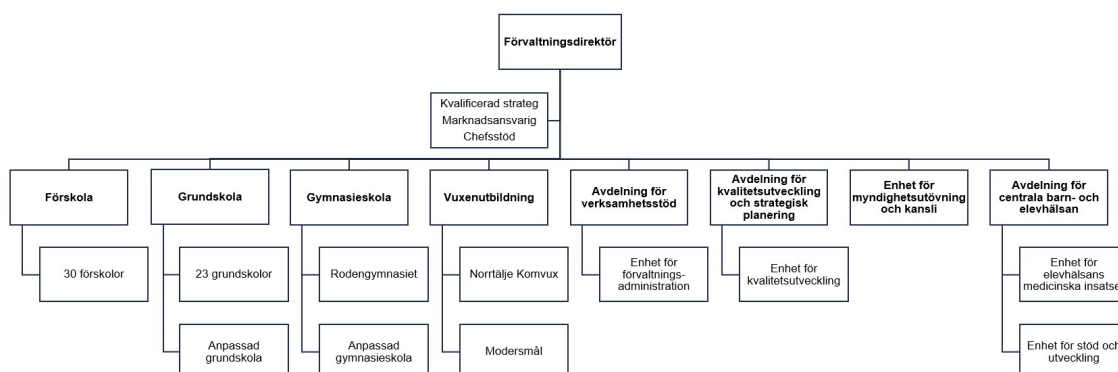 Förvaltningsdirektör
Kvalificerad strateg
Marknadsansvarig
Chefsstöd
Förskola
Grundskola
Gymnasieskola
Vuxenutbildning
Avdelning för
verksamhetsstöd
Avdelning för
kvalitetsutveckling
och strategisk
planering
Enhet för
myndighetsutövning
och kansli
Avdelning för
centrala barn- och
elevhälsan
30 förskolor
23 grundskolor
Rodengymnasiet
Norrtälje Komvux
Enhet för
förvaltnings-
administration
Enhet för
kvalitetsutveckling
Enhet för
elevhälsans
medicinska insatse
Anpassad
grundskola
Anpassad
gymnasieskola
Modersmål
Enhet för stöd och
utveckling